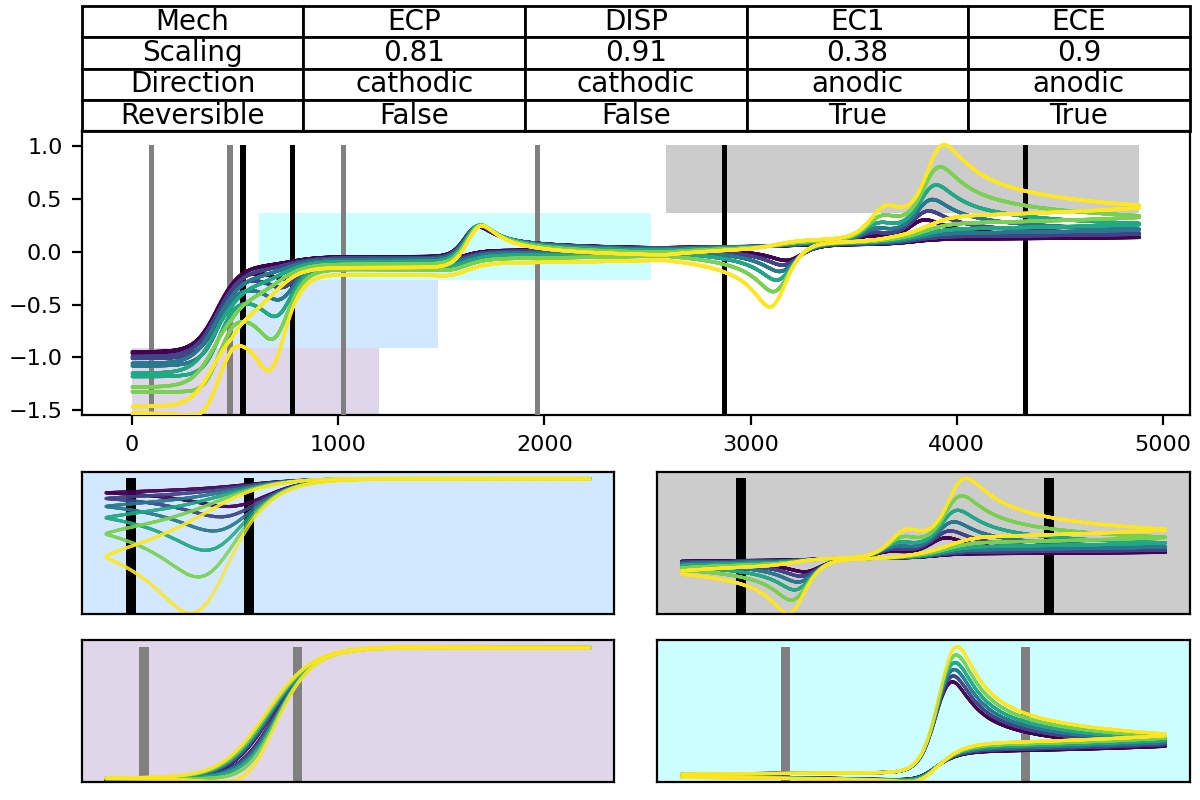 Mech ECP DISP EC1 ECE
Scaling 0.81 0.91 0.38 0.9
Direction cathodic cathodic anodic anodic
Reversible False False True True
1.0
0.5
0.0
−0.5
−1.0
−1.5
0 1000 2000 3000 4000 5000